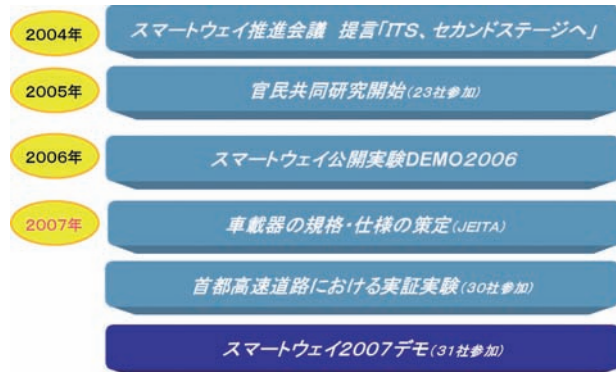 2004年 スマートウェイ推進会議 提言「ITS、セカンドステージへ」
2005年 官民共同研究開始(23社参加)
2006年 スマートウェイ公開実験DEMO2006
2007年 車載器の規格・仕様の策定(JEITA)
首都高速道路における実証実験(30社参加)
スマートウェイ2007デモ(31社参加)